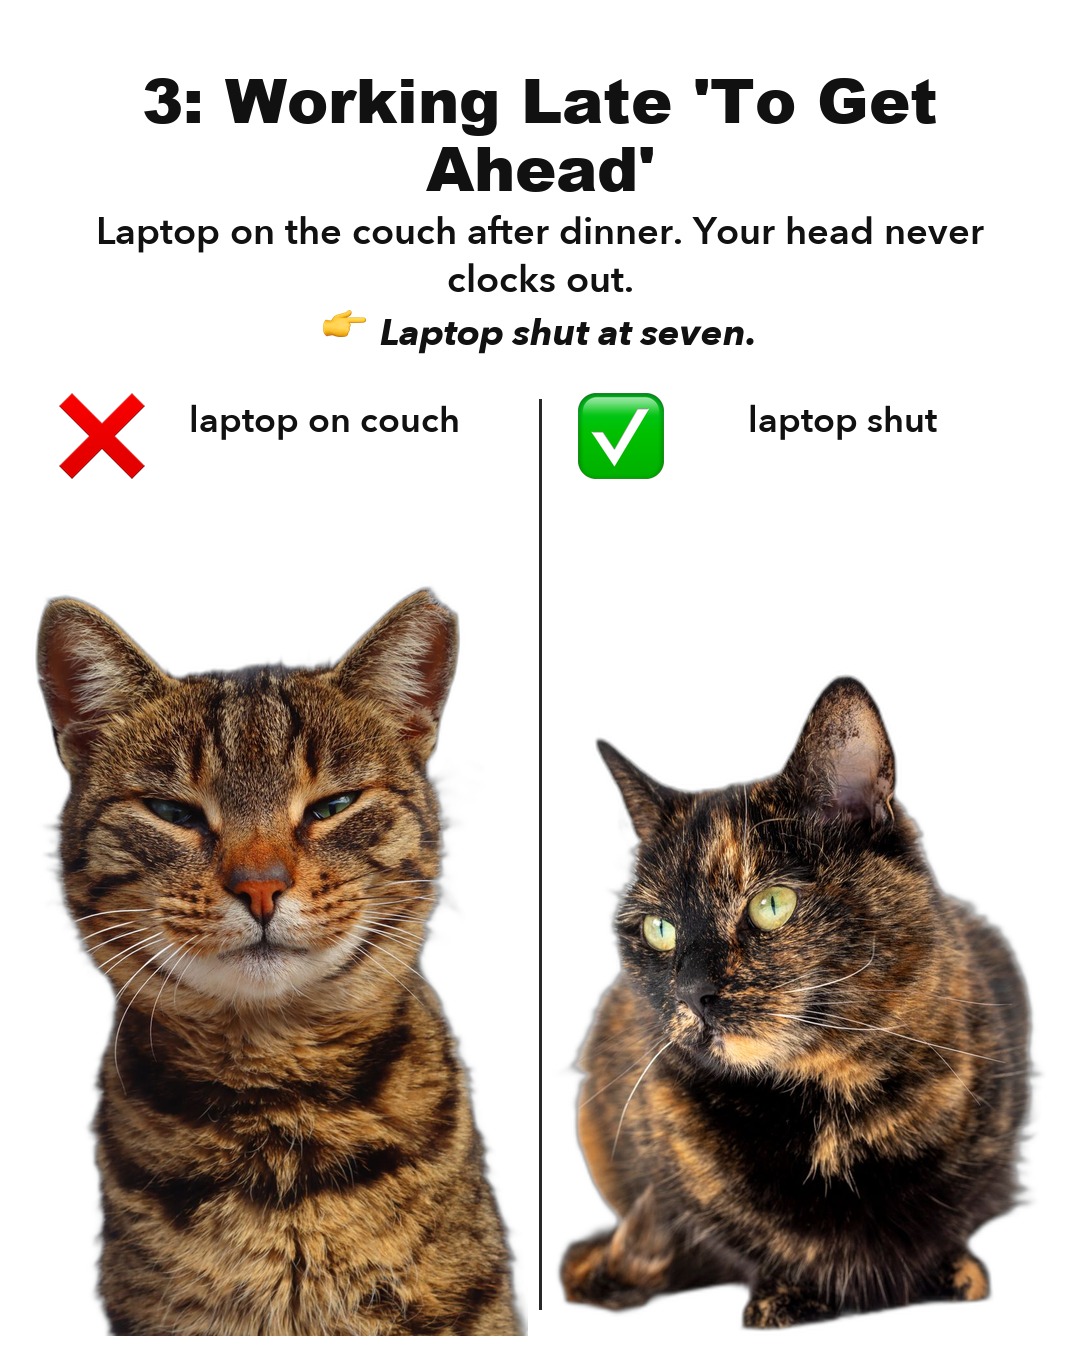 3: Working Late 'To Get
Ahead'
Laptop on the couch after dinner. Your head never
clocks out.
👉 Laptop shut at seven.
❌ laptop on couch
✅ laptop shut